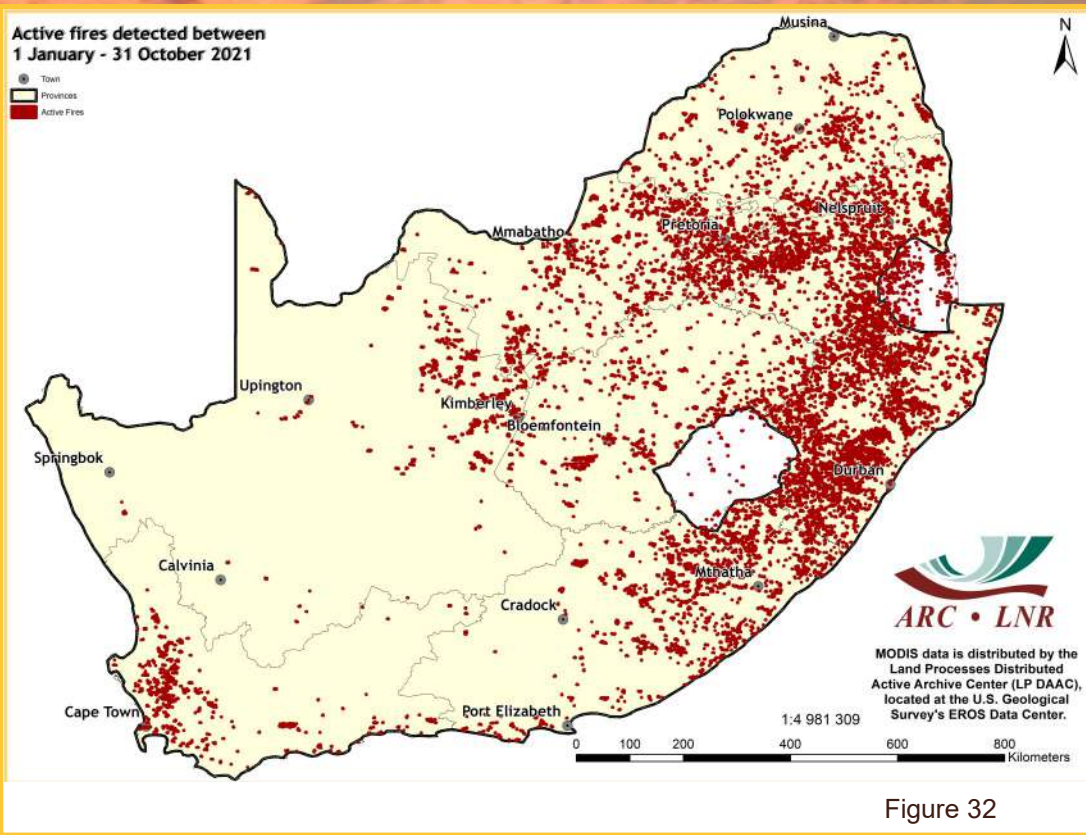 Active fires detected between
1 January - 31 October 2021
Town
Provinces
Active Fires
N
Musina
Polokwane
Nelspruit
Pretoria
Mmabatho
Upington
Kimberley
Bloemfontein
Springbok
Durban
Calvinia
Mthatha
Cradock
Cape Town
Port Elizabeth
ARC • LNR
MODIS data is distributed by the
Land Processes Distributed
Active Archive Center (LP DAAC),
located at the U.S. Geological
Survey's EROS Data Center.
1:4 981 309
0 100 200 400 600 800
Kilometers
Figure 32